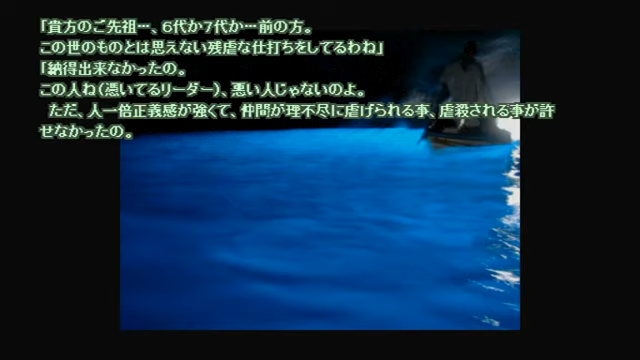 「貴方のご先祖…、６代か７代か…前の方。
この世のものとは思えない残虐な仕打ちをしてるわね」
「納得出来なかったの。
この人ね（憑いてるリーダー）、悪い人じゃないのよ。
　ただ、人一倍正義感が強くて、仲間が理不尽に虐げられる事、虐殺される事が許
せなかったの。